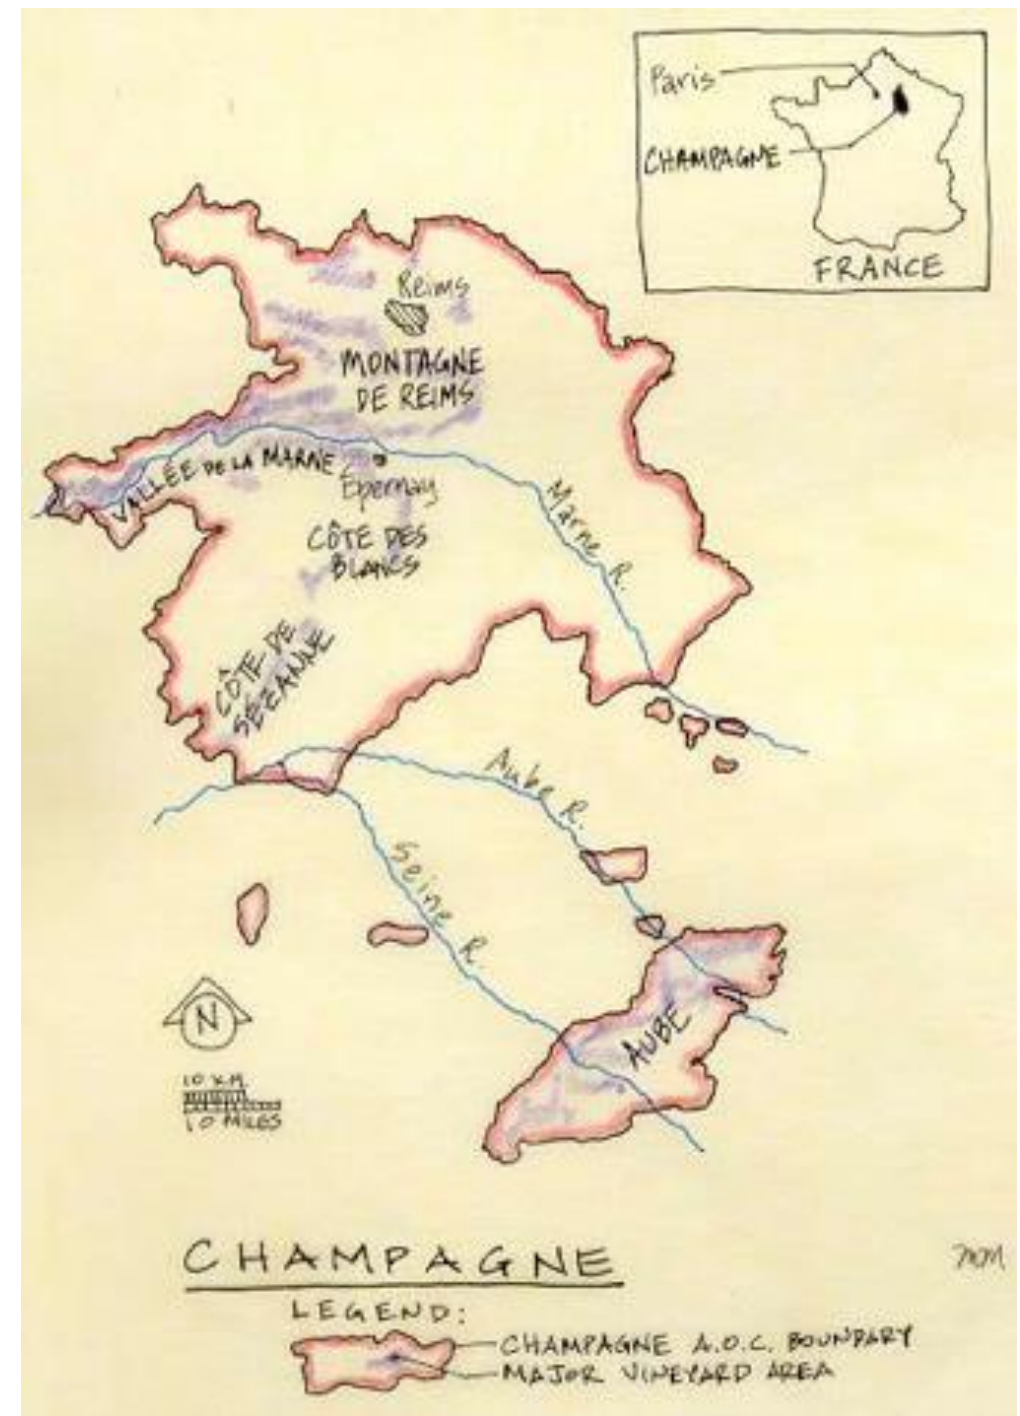 Paris
CHAMPAGNE
FRANCE
Reims
MONTAGNE
DE REIMS
VALLÉE DE LA MARNE
Épernay
Marne R.
CÔTE DES
BLANCS
CÔTE DE
SÉZANNE
Aube R.
Seine R.
AUBE
N
10 KM
10 MILES
CHAMPAGNE
MM
LEGEND:
CHAMPAGNE A.O.C. BOUNDARY
MAJOR VINEYARD AREA